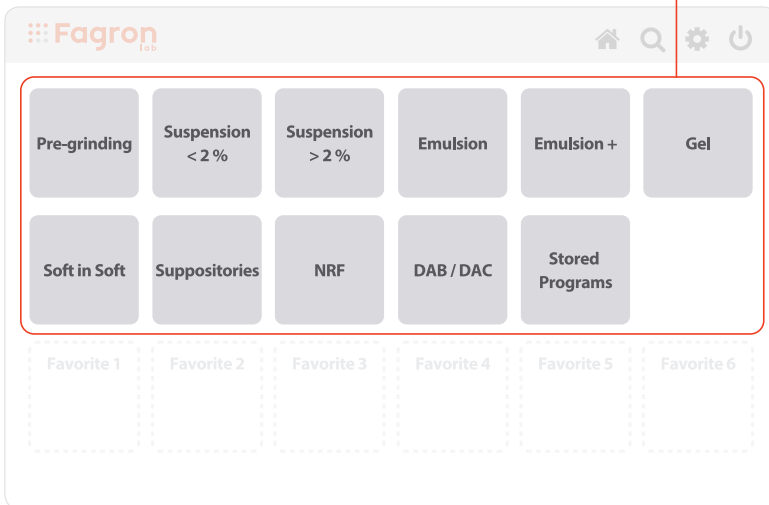 Fagron
lab
Pre-grinding
Suspension
< 2 %
Suspension
> 2 %
Emulsion
Emulsion +
Gel
Soft in Soft
Suppositories
NRF
DAB / DAC
Stored
Programs
Favorite 1
Favorite 2
Favorite 3
Favorite 4
Favorite 5
Favorite 6